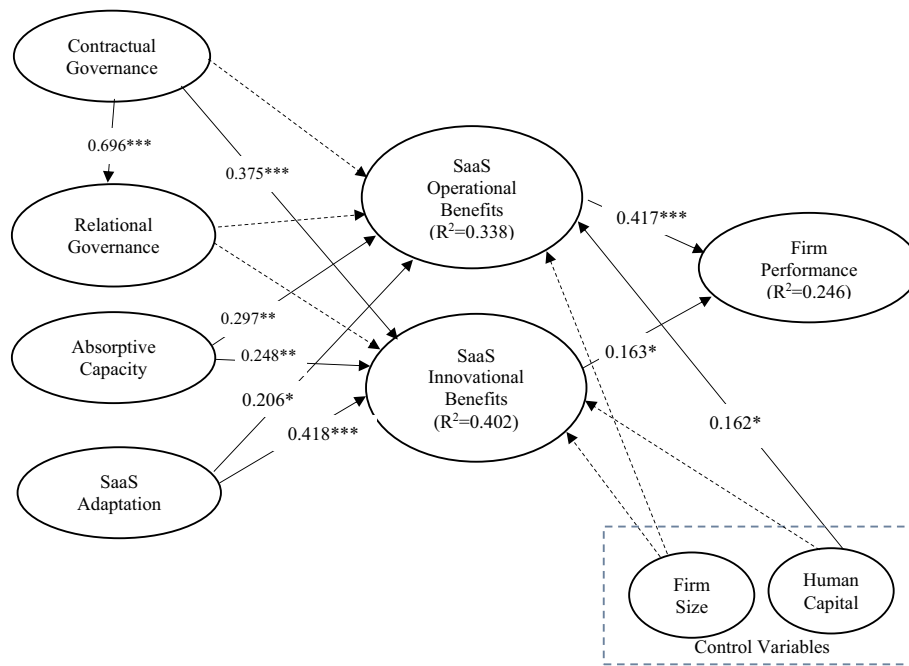 Contractual
Governance
0.696***
0.375***
SaaS
Operational
Benefits
(R²=0.338)
0.417***
Relational
Governance
Firm
Performance
(R²=0.246)
0.297**
Absorptive
Capacity
0.248**
SaaS
Innovational
Benefits
(R²=0.402)
0.163*
0.206*
0.418***
0.162*
SaaS
Adaptation
Firm
Size
Human
Capital
Control Variables